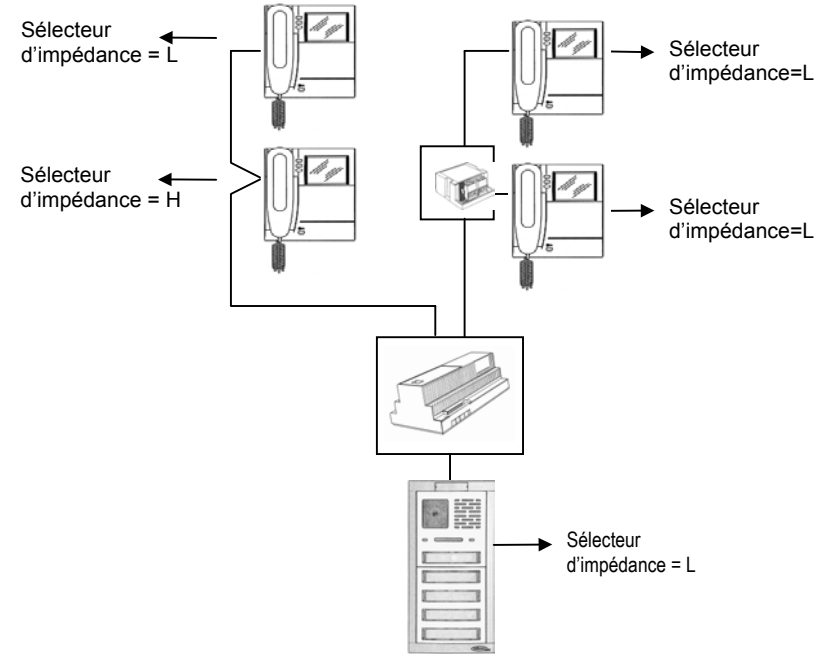 Sélecteur
d’impédance = L
Sélecteur
d’impédance=L
Sélecteur
d’impédance = H
Sélecteur
d’impédance=L
Sélecteur
d’impédance = L